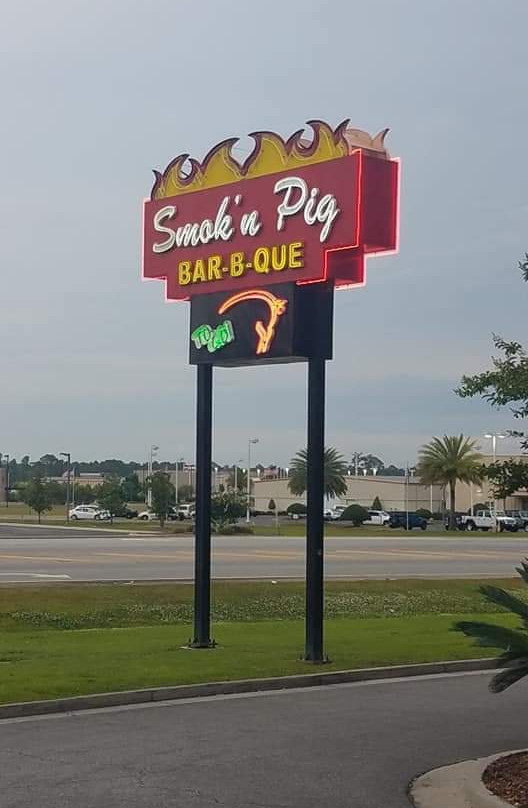 Smok'n Pig
BAR-B-QUE
TO
GO!